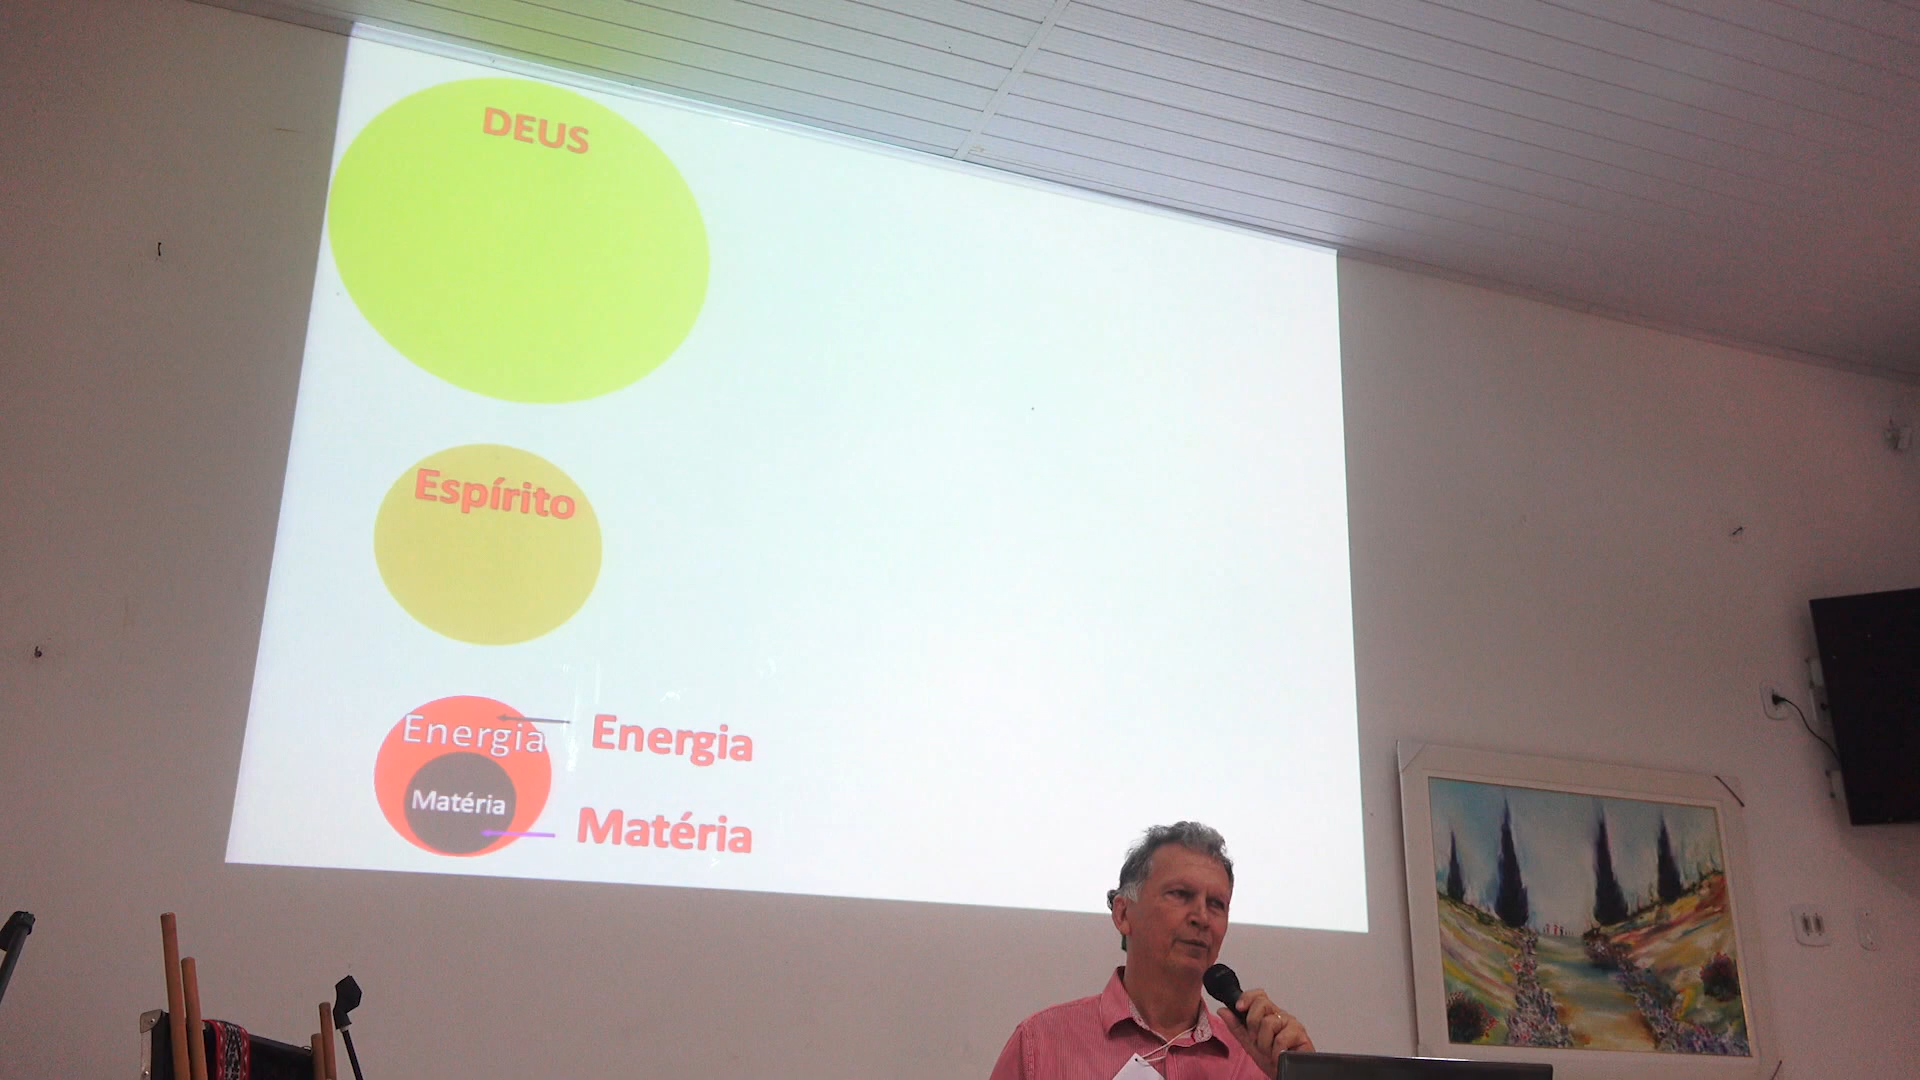 DEUS
Espírito
Energia
Energia
Matéria
Matéria